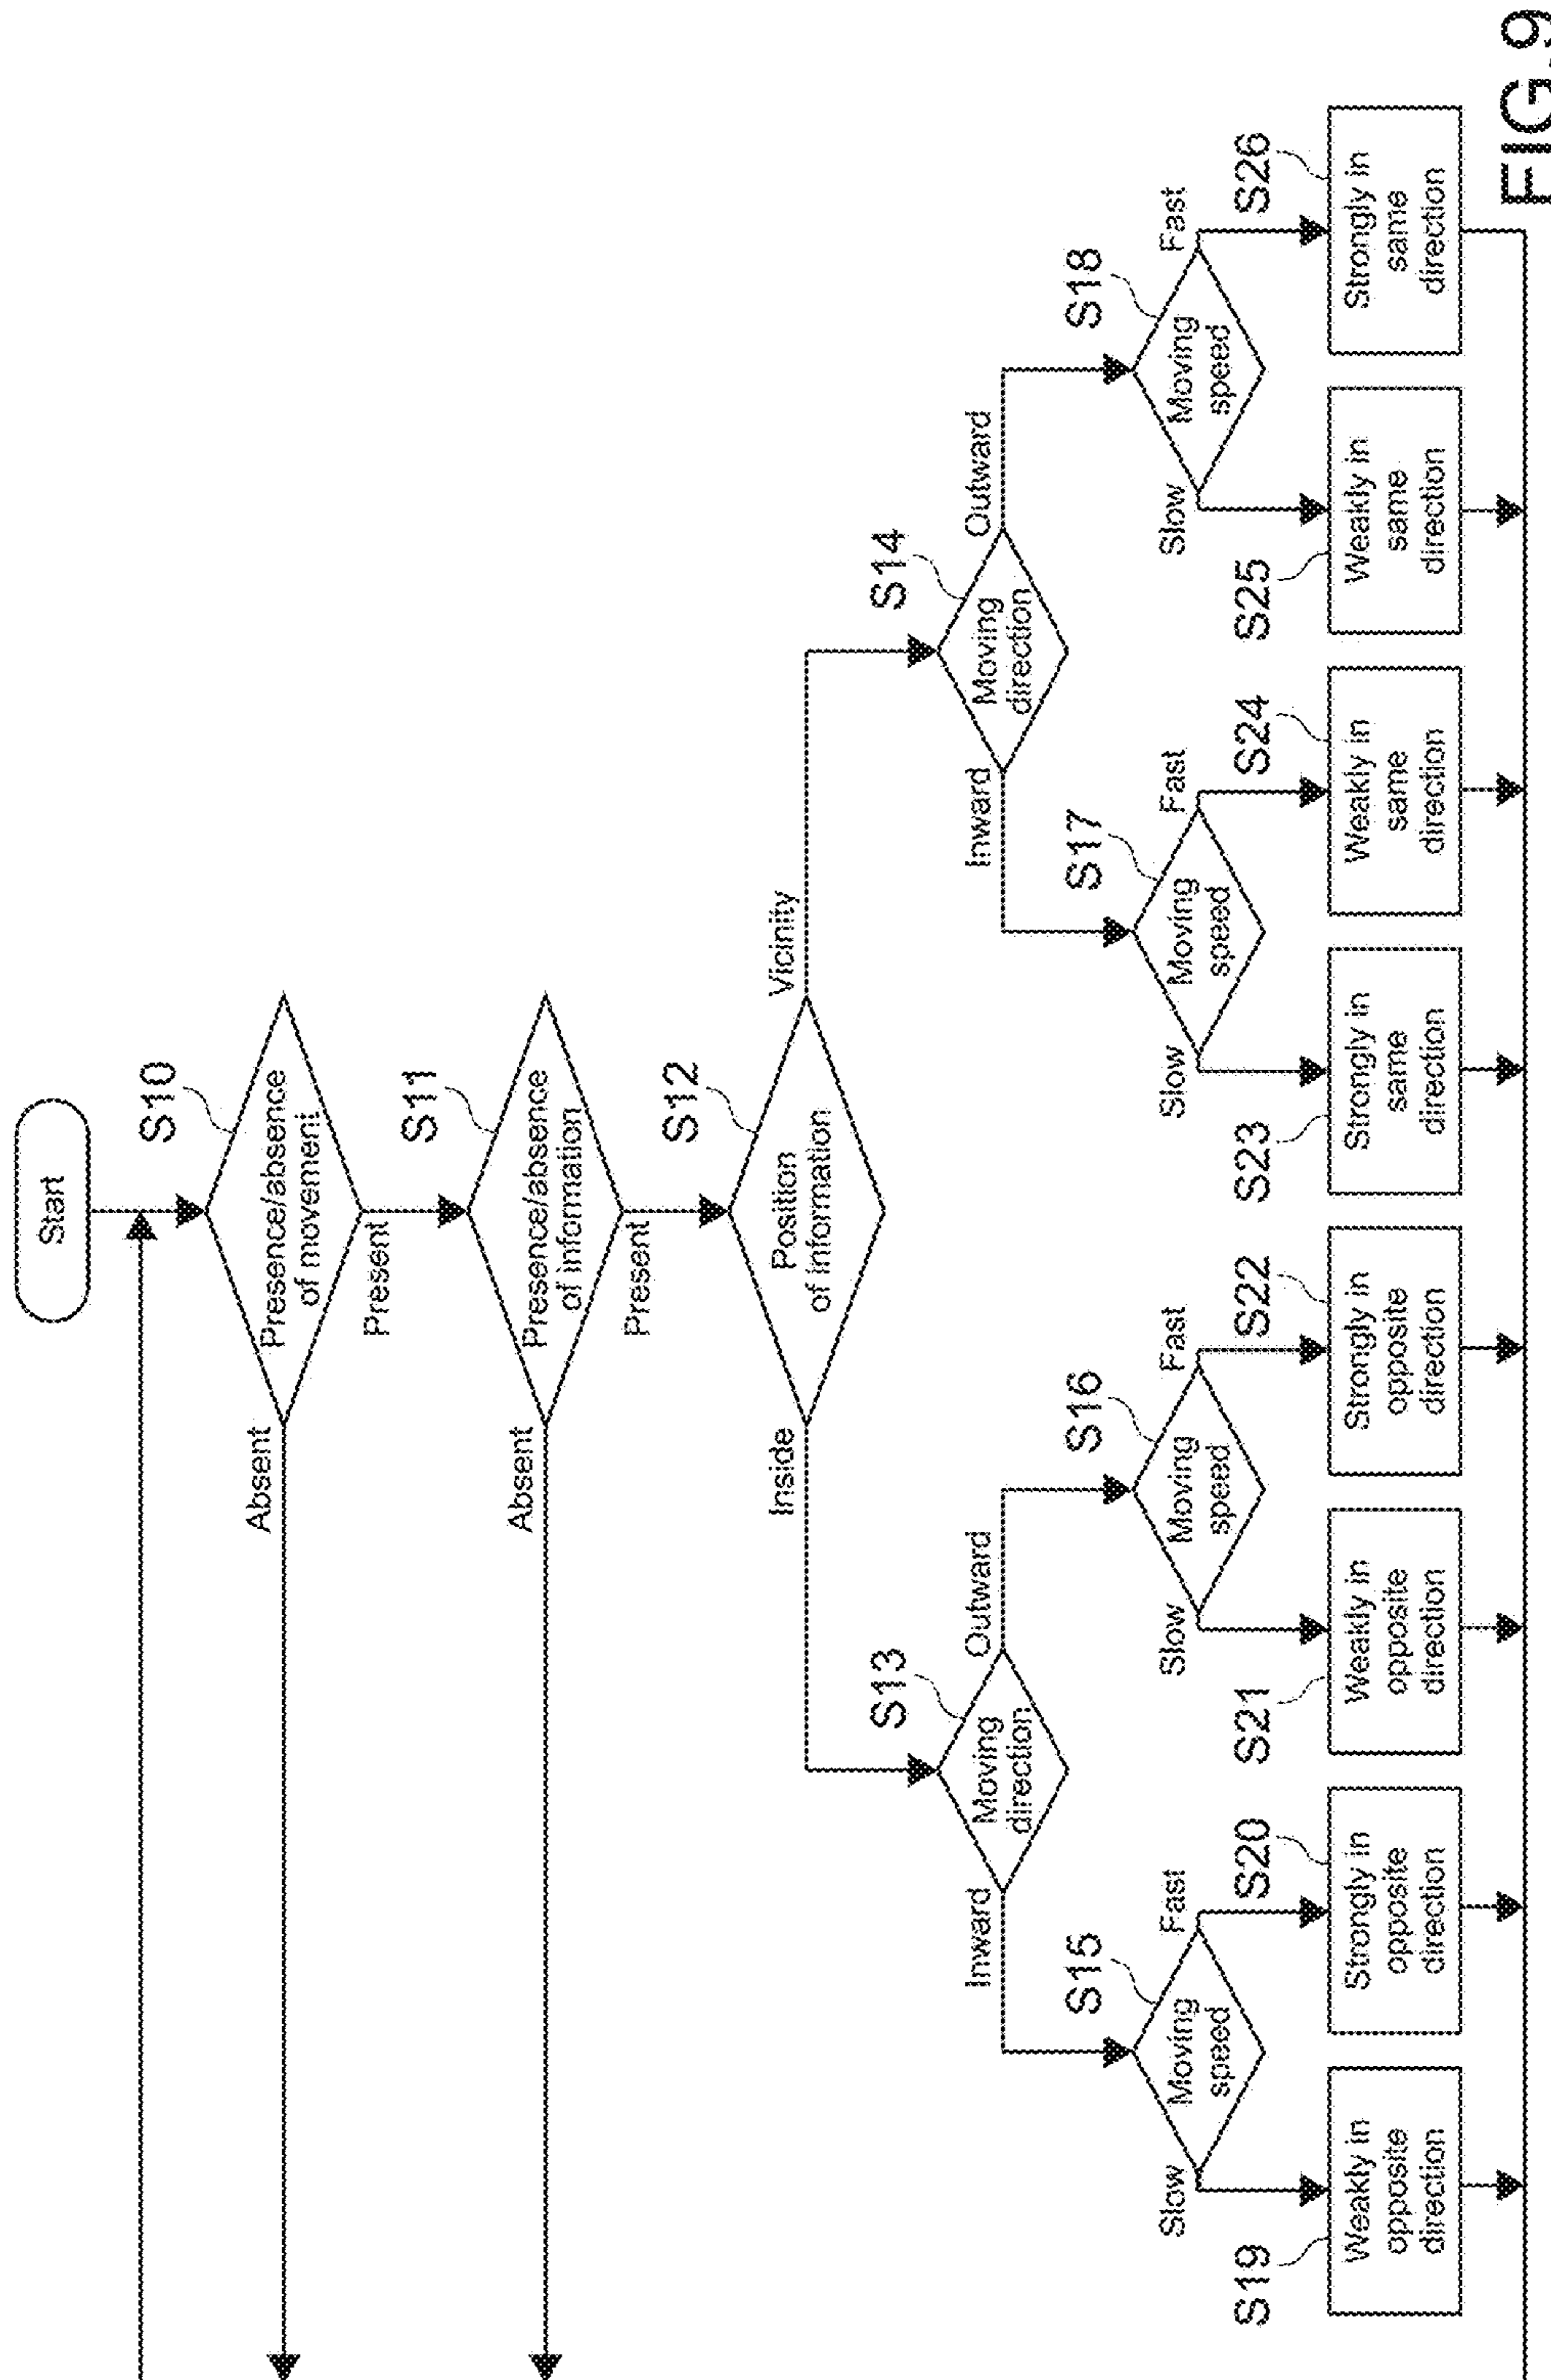 Start
S10
Presence/absence
of movement
Absent
Present
S11
Presence/absence
of information
Absent
Present
S12
Position
of information
Inside
Vicinity
S13
Moving
direction
Inward
Outward
S14
Moving
direction
Inward
Outward
S15
Moving
speed
Slow
Fast
S16
Moving
speed
Slow
Fast
S17
Moving
speed
Slow
Fast
S18
Moving
speed
Slow
Fast
S19
Weakly in
opposite
direction
S20
Strongly in
opposite
direction
S21
Weakly in
opposite
direction
S22
Strongly in
opposite
direction
S23
Strongly in
same
direction
S24
Weakly in
same
direction
S25
Weakly in
same
direction
S26
Strongly in
same
direction
FIG.9